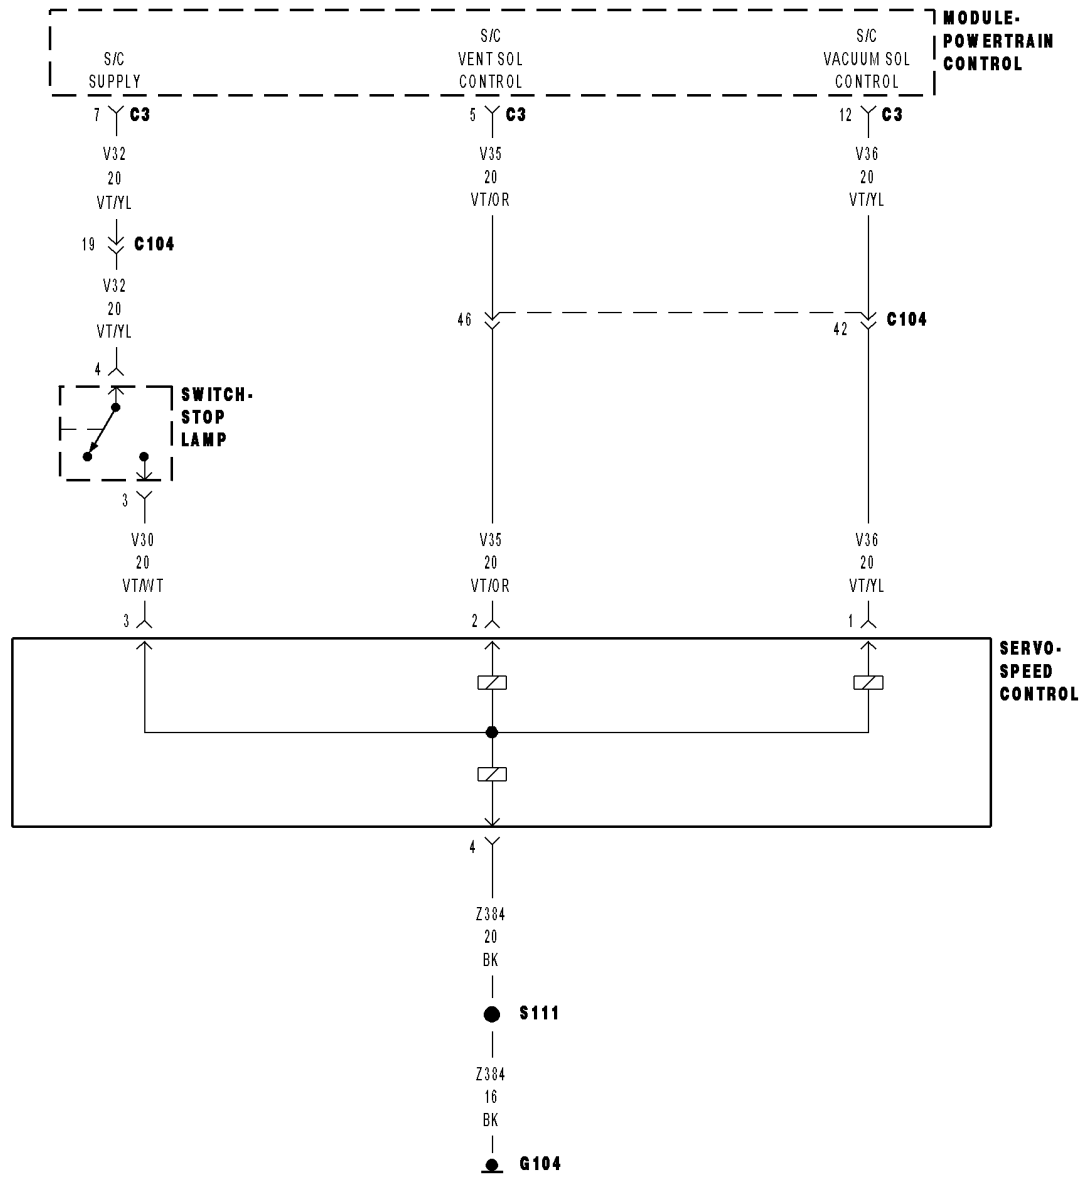 MODULE-
POWERTRAIN
CONTROL
S/C
SUPPLY
S/C
VENT SOL
CONTROL
S/C
VACUUM SOL
CONTROL
7 C3
5 C3
12 C3
V32
20
VT/YL
V35
20
VT/OR
V36
20
VT/YL
19 C104
V32
20
VT/YL
46
42 C104
4
SWITCH-
STOP
LAMP
3
V30
20
VT/WT
V35
20
VT/OR
V36
20
VT/YL
3
2
1
SERVO-
SPEED
CONTROL
4
Z384
20
BK
S111
Z384
16
BK
G104